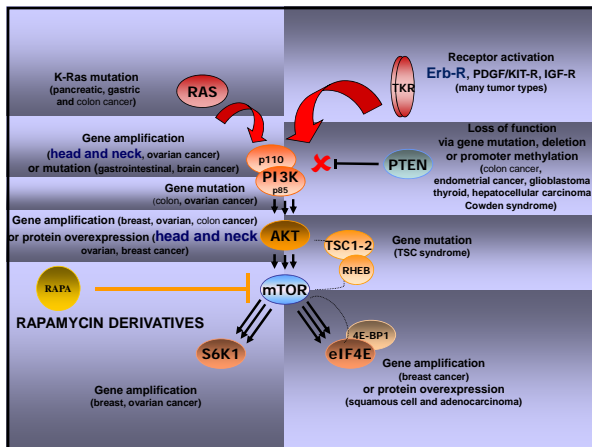 K-Ras mutation
(pancreatic, gastric
and colon cancer)
RAS
TKR
Receptor activation
Erb-R, PDGF/KIT-R, IGF-R
(many tumor types)
Gene amplification
(head and neck, ovarian cancer)
or mutation (gastrointestinal, brain cancer)
p110
PI3K
p85
PTEN
Loss of function
via gene mutation, deletion
or promoter methylation
(colon cancer,
endometrial cancer, glioblastoma
thyroid, hepatocellular carcinoma
Cowden syndrome)
Gene mutation
(colon, ovarian cancer)
Gene amplification (breast, ovarian, colon cancer)
or protein overexpression (head and neck
ovarian, breast cancer)
AKT
TSC1-2
RHEB
Gene mutation
(TSC syndrome)
RAPA
RAPAMYCIN DERIVATIVES
mTOR
S6K1
4E-BP1
eIF4E
Gene amplification
(breast, ovarian cancer)
Gene amplification
(breast cancer)
or protein overexpression
(squamous cell and adenocarcinoma)